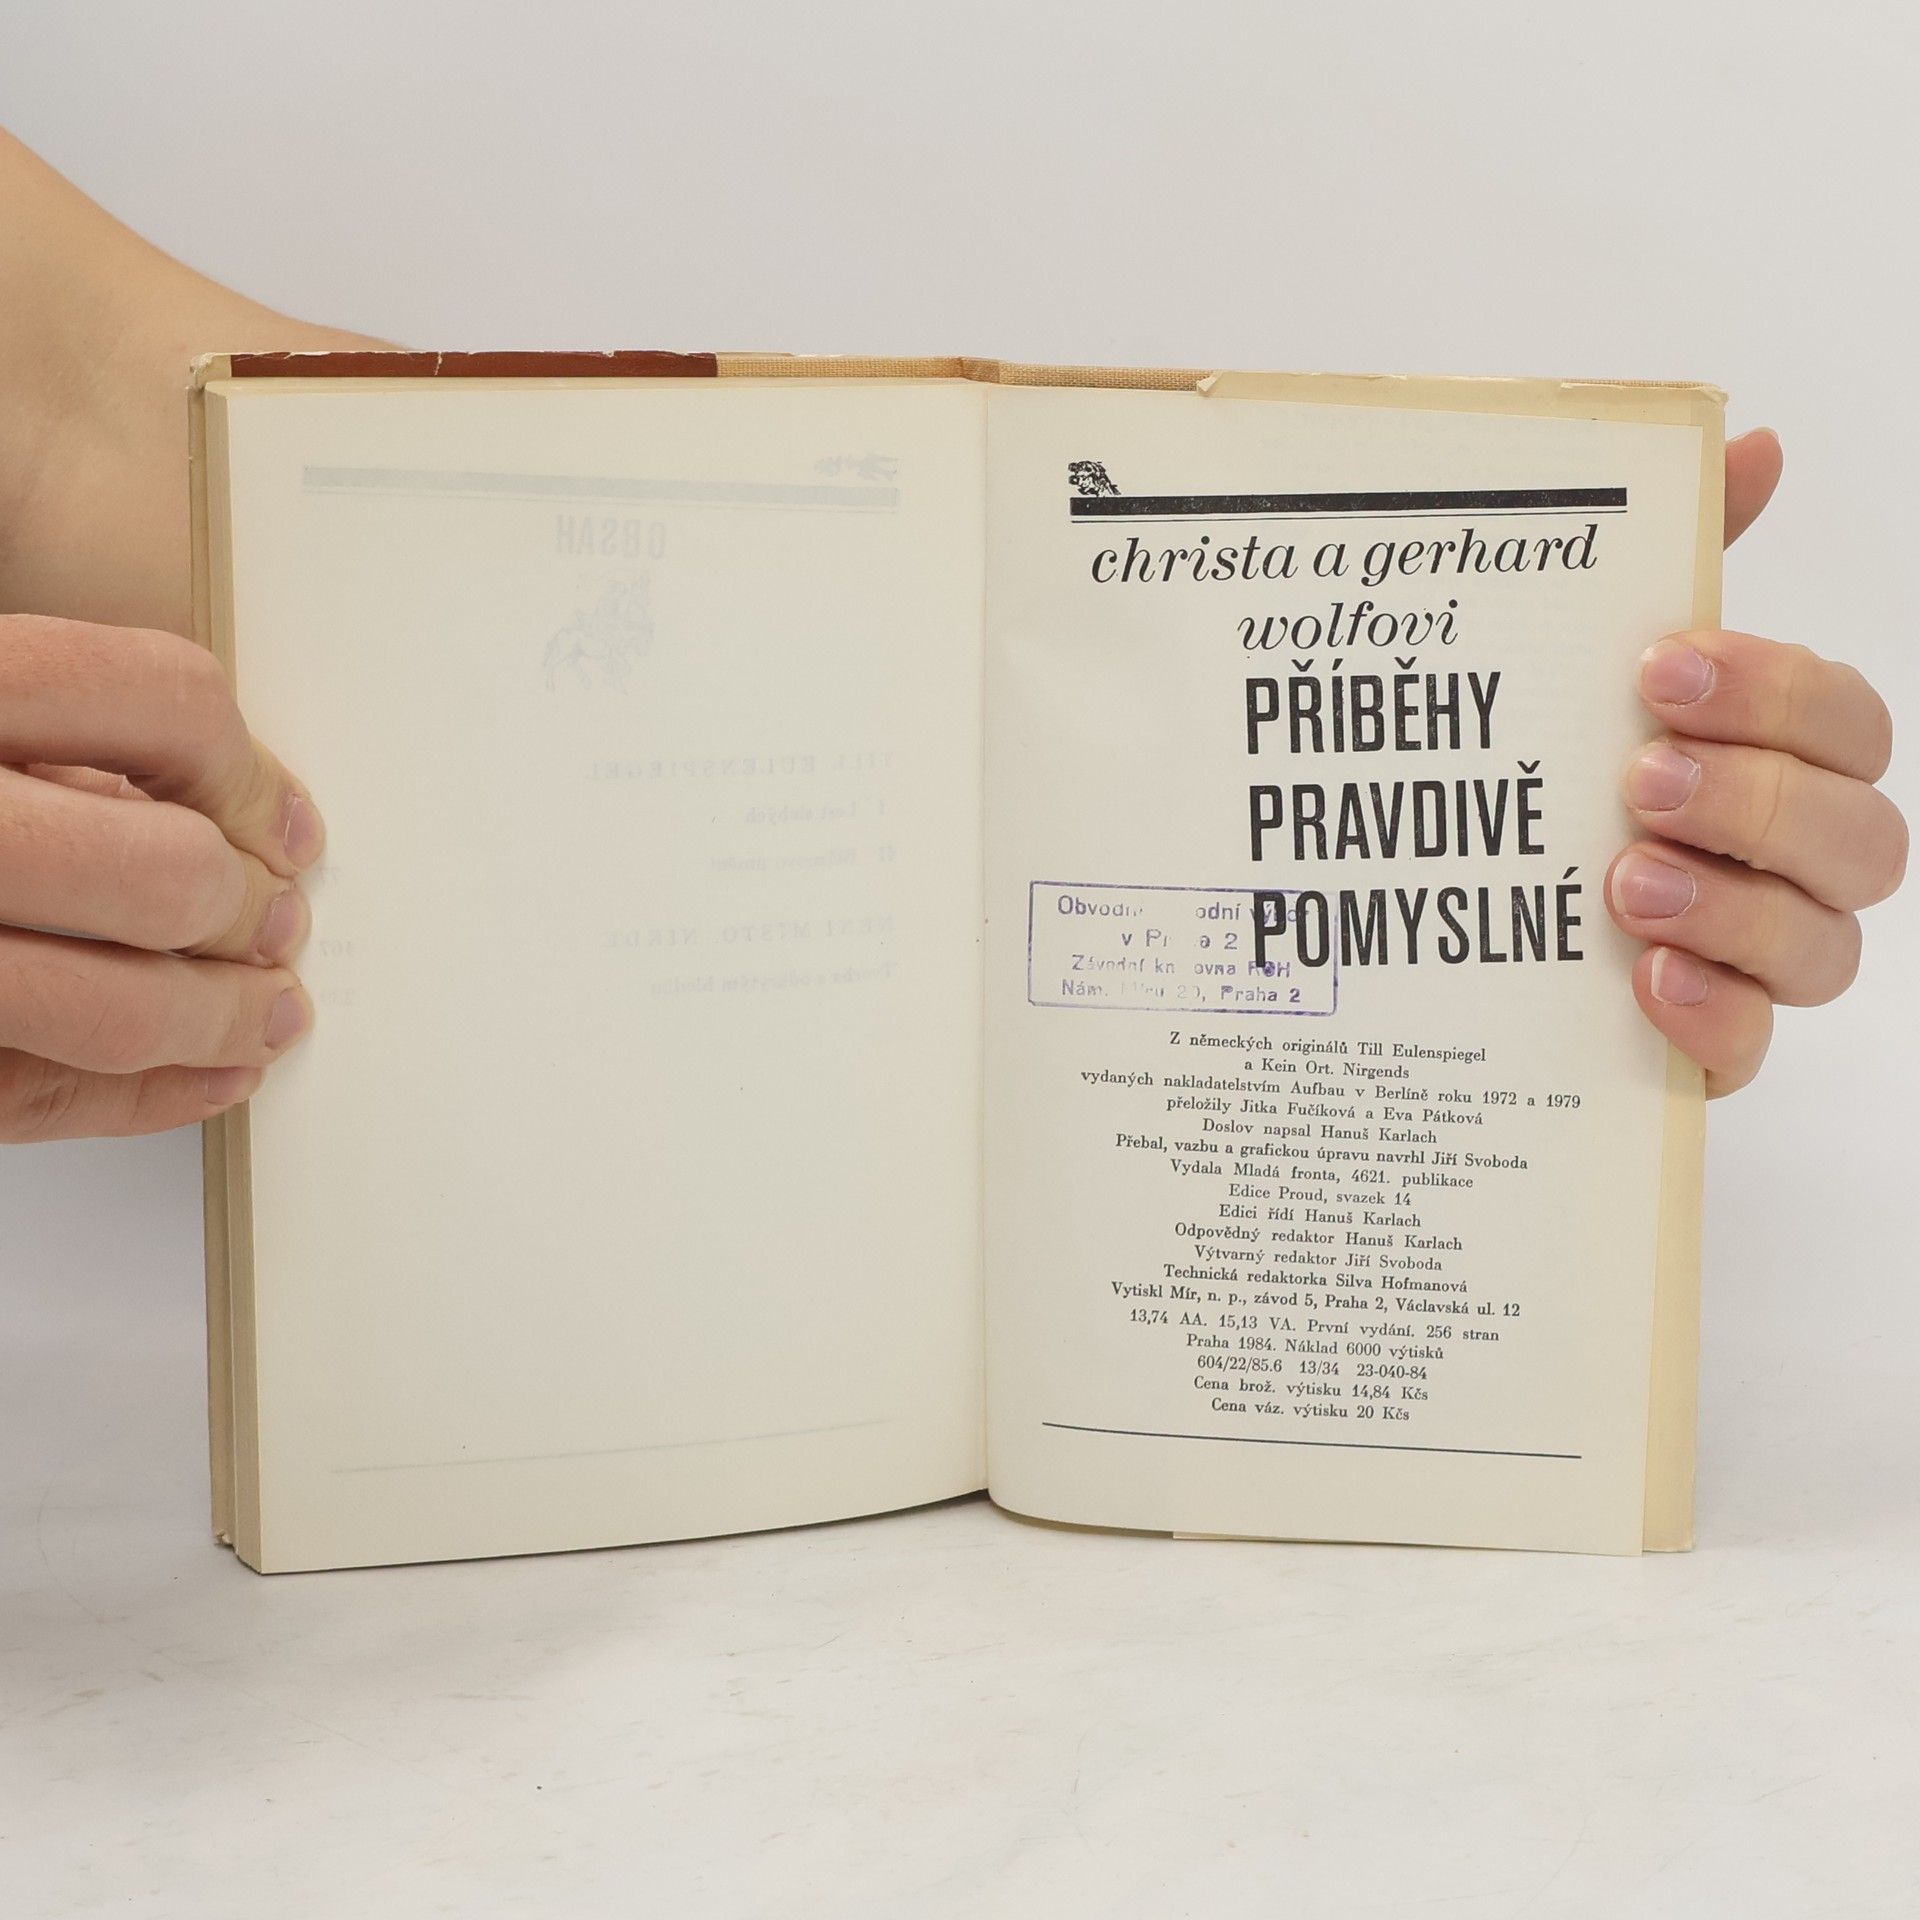 christa a gerhard
wolfovi
PŘÍBĚHY
PRAVDIVĚ
POMYSLNÉ
v 2
Závodní ROH
Nám. Praha 2
Z německých originálů Till Eulenspiegel
a Kein Ort. Nirgends
vydaných nakladatelstvím Aufbau v Berlíně roku 1972 a 1979
přeložily Jitka Fučíková a Eva Pátková
Doslov napsal Hanuš Karlach
Přebal, vazbu a grafickou úpravu navrhl Jiří Svoboda
Vydala Mladá fronta, 4621. publikace
Edice Proud, svazek 14
Edici řídí Hanuš Karlach
Odpovědný redaktor Hanuš Karlach
Výtvarný redaktor Jiří Svoboda
Technická redaktorka Silva Hofmanová
Vytiskl Mír, n. p., závod 5, Praha 2, Václavská ul. 12
13,74 AA. 15,13 VA. První vydání. 256 stran
Praha 1984. Náklad 6000 výtisků
604/22/85.6 13/34 23-040-84
Cena brož. výtisku 14,84 Kčs
Cena váz. výtisku 20 Kčs